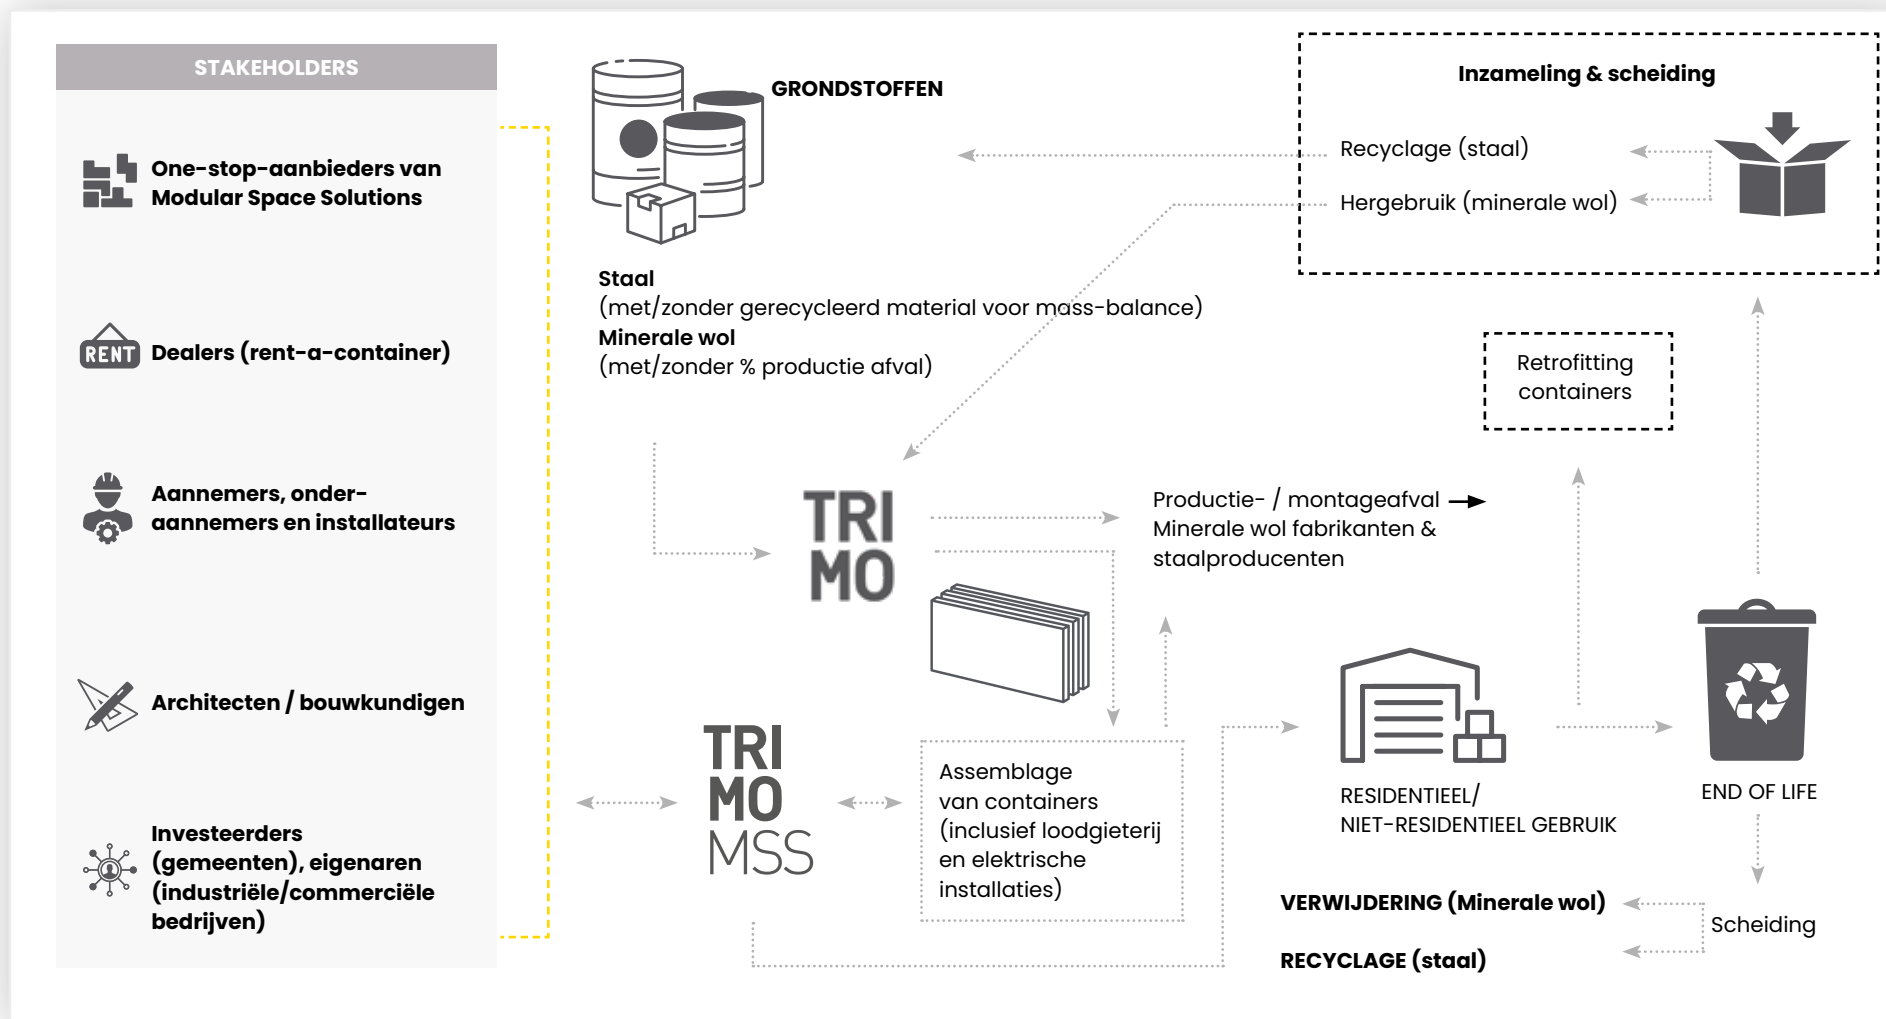 STAKEHOLDERS
One-stop-aanbieders van
Modular Space Solutions
RENT
Dealers (rent-a-container)
Aannemers, onder-
aannemers en installateurs
Architecten / bouwkundigen
Investeerders
(gemeenten), eigenaren
(industriële/commerciële
bedrijven)
GRONDSTOFFEN
Staal
(met/zonder gerecycleerd material voor mass-balance)
Minerale wol
(met/zonder % productie afval)
Inzameling & scheiding
Recyclage (staal)
Hergebruik (minerale wol)
Retrofitting
containers
TRI
MO
Productie- / montageafval
Minerale wol fabrikanten &
staalproducenten
TRI
MO
MSS
Assemblage
van containers
(inclusief loodgieterij
en elektrische
installaties)
RESIDENTIEEL/
NIET-RESIDENTIEEL GEBRUIK
END OF LIFE
VERWIJDERING (Minerale wol)
Scheiding
RECYCLAGE (staal)